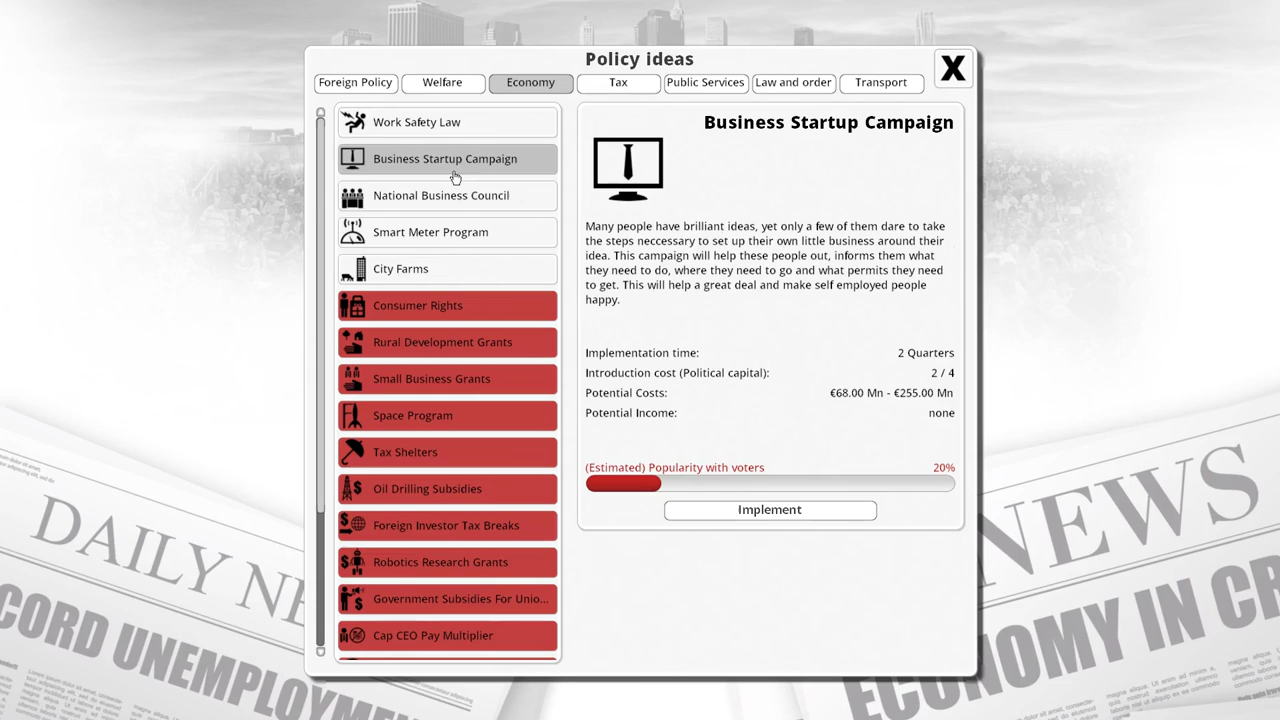 Policy ideas
X
Foreign Policy
Welfare
Economy
Tax
Public Services
Law and order
Transport
Work Safety Law
Business Startup Campaign
National Business Council
Smart Meter Program
City Farms
Consumer Rights
Rural Development Grants
Small Business Grants
Space Program
Tax Shelters
Oil Drilling Subsidies
Foreign Investor Tax Breaks
Robotics Research Grants
Government Subsidies For Unio...
Cap CEO Pay Multiplier
Business Startup Campaign
Many people have brilliant ideas, yet only a few of them dare to take
the steps neccessary to set up their own little business around their
idea. This campaign will help these people out, informs them what
they need to do, where they need to go and what permits they need
to get. This will help a great deal and make self employed people
happy.
Implementation time: 2 Quarters
Introduction cost (Political capital): 2 / 4
Potential Costs: €68.00 Mn - €255.00 Mn
Potential Income: none
(Estimated) Popularity with voters 20%
Implement
DAILY NE
CORD UNEMPLOYME
NEWS
ECONOMY IN CR